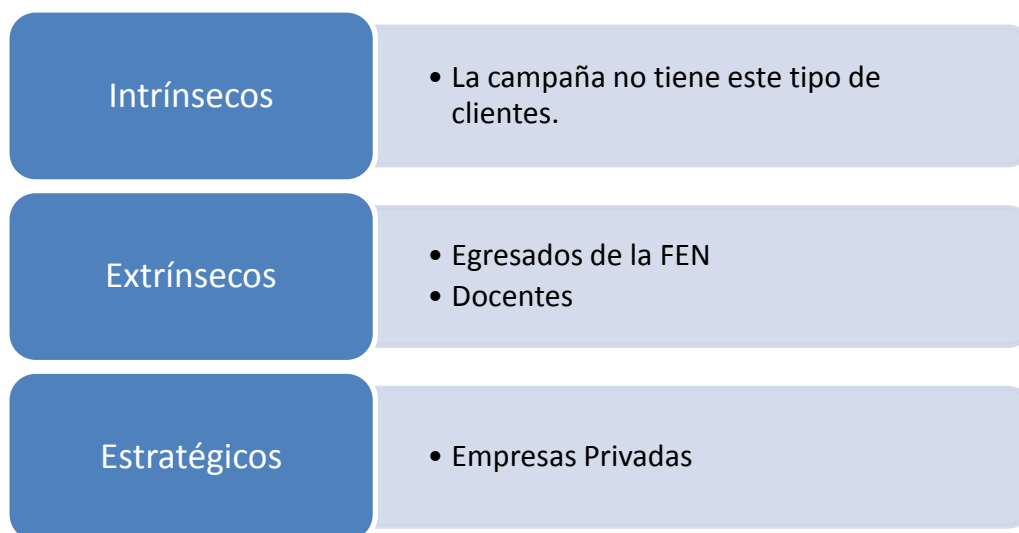 Intrínsecos
• La campaña no tiene este tipo de
clientes.
Extrínsecos
• Egresados de la FEN
• Docentes
Estratégicos
• Empresas Privadas